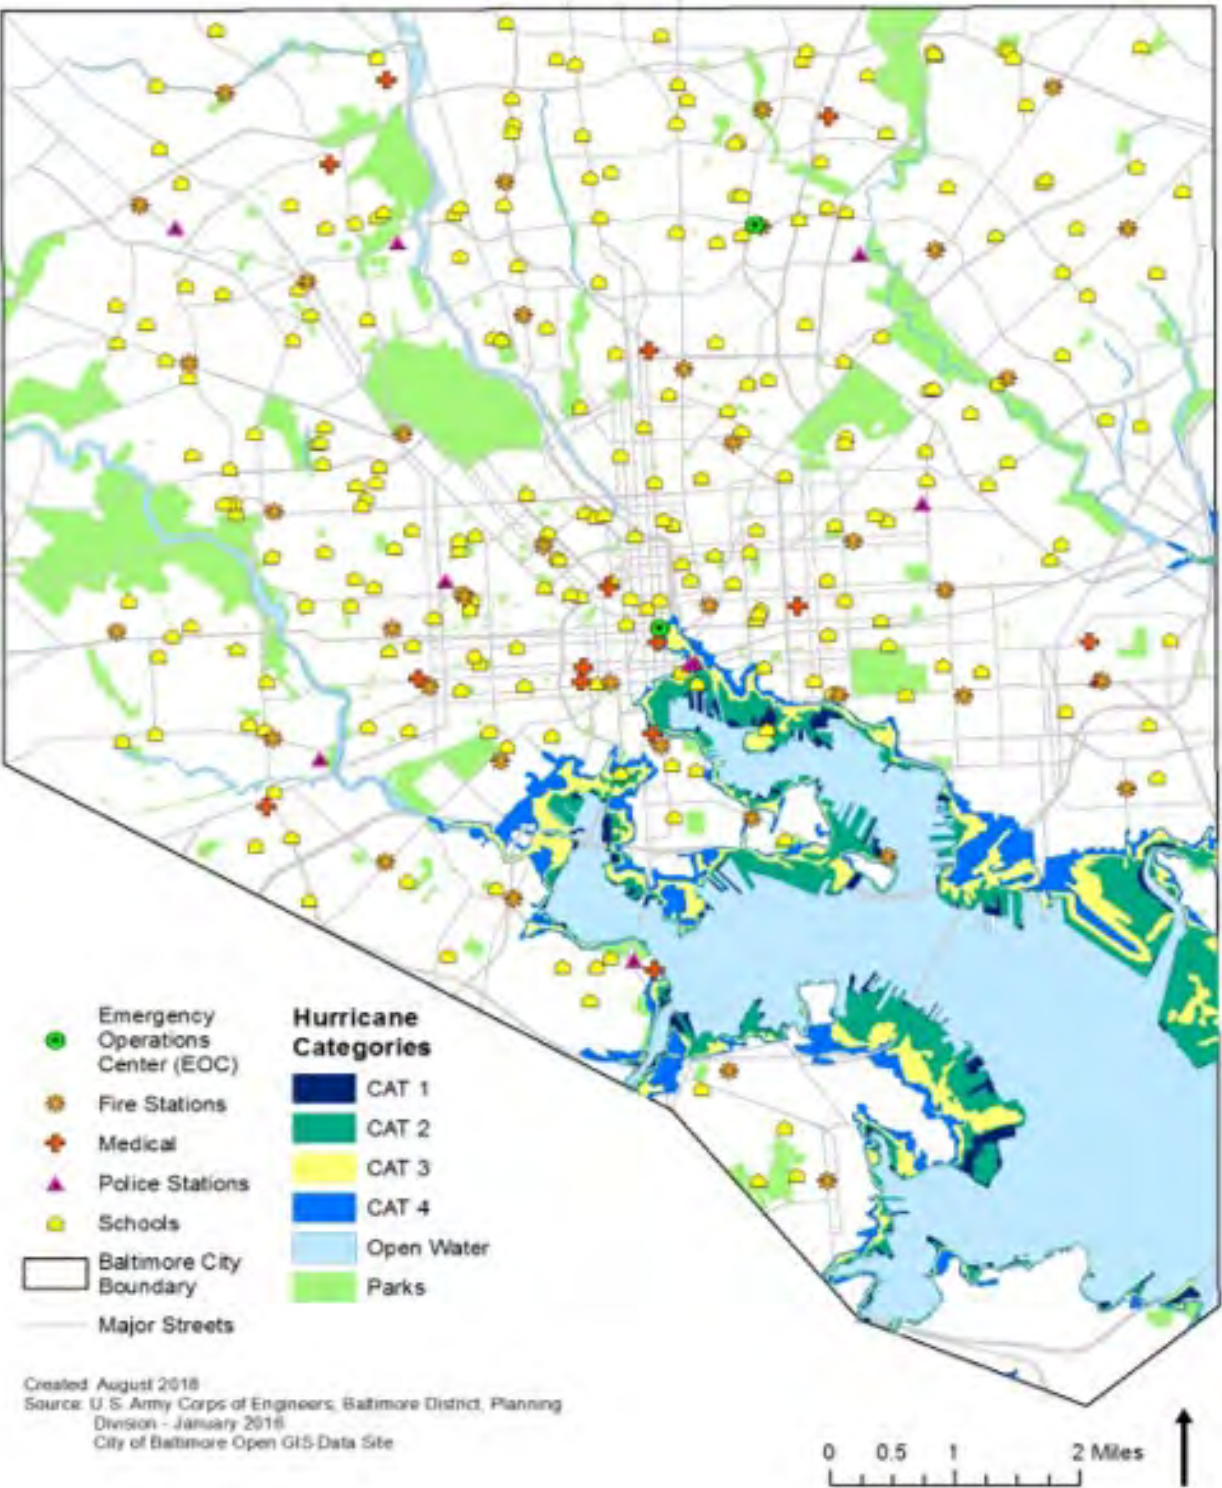 Emergency
Operations
Center (EOC)
Fire Stations
Medical
Police Stations
Schools
Baltimore City
Boundary
Major Streets
Hurricane
Categories
CAT 1
CAT 2
CAT 3
CAT 4
Open Water
Parks
Created August 2018
Source: U.S. Army Corps of Engineers, Baltimore District, Planning
Division - January 2016
City of Baltimore Open GIS Data Site
0 0.5 1 2 Miles